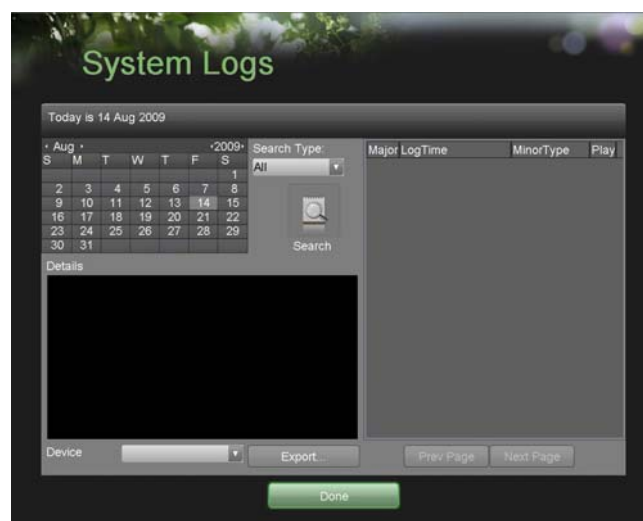 System Logs
Today is 14 Aug 2009
Aug 2009
S M T W T F S
1
2 3 4 5 6 7 8
9 10 11 12 13 14 15
16 17 18 19 20 21 22
23 24 25 26 27 28 29
30 31
Search Type:
All
Search
Major LogTime MinorType Play
Details
Device
Export...
Prev Page
Next Page
Done